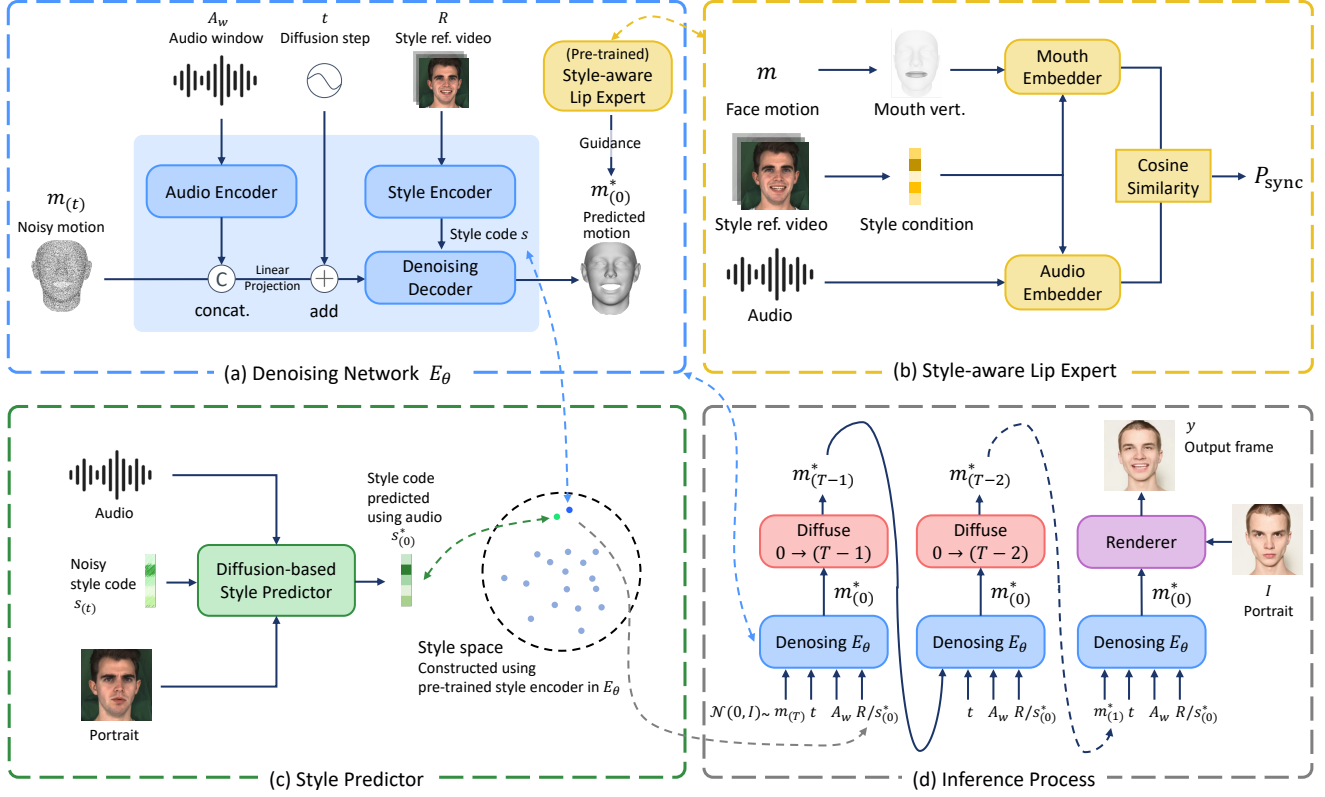 A_w
Audio window
t
Diffusion step
R
Style ref. video
(Pre-trained)
Style-aware
Lip Expert
Guidance
Audio Encoder
Style Encoder
m_(t)
Noisy motion
m*_(0)
Predicted
motion
Style code s
C
concat.
Linear
Projection
+
add
Denoising
Decoder
(a) Denoising Network E_θ
m
Face motion
Mouth vert.
Mouth
Embedder
Style ref. video
Style condition
Cosine
Similarity
P_sync
Audio
Audio
Embedder
(b) Style-aware Lip Expert
Audio
Noisy
style code
s_(t)
Diffusion-based
Style Predictor
Style code
predicted
using audio
s*_(0)
Portrait
Style space
Constructed using
pre-trained style encoder in E_θ
(c) Style Predictor
m*_(T−1)
Diffuse
0 → (T − 1)
m*_(0)
Denosing E_θ
𝒩(0, I)~ m_(T) t A_w R/s*_(0)
m*_(T−2)
Diffuse
0 → (T − 2)
m*_(0)
Denosing E_θ
t A_w R/s*_(0)
y
Output frame
Renderer
I
Portrait
m*_(0)
Denosing E_θ
m*_(1) t A_w R/s*_(0)
(d) Inference Process